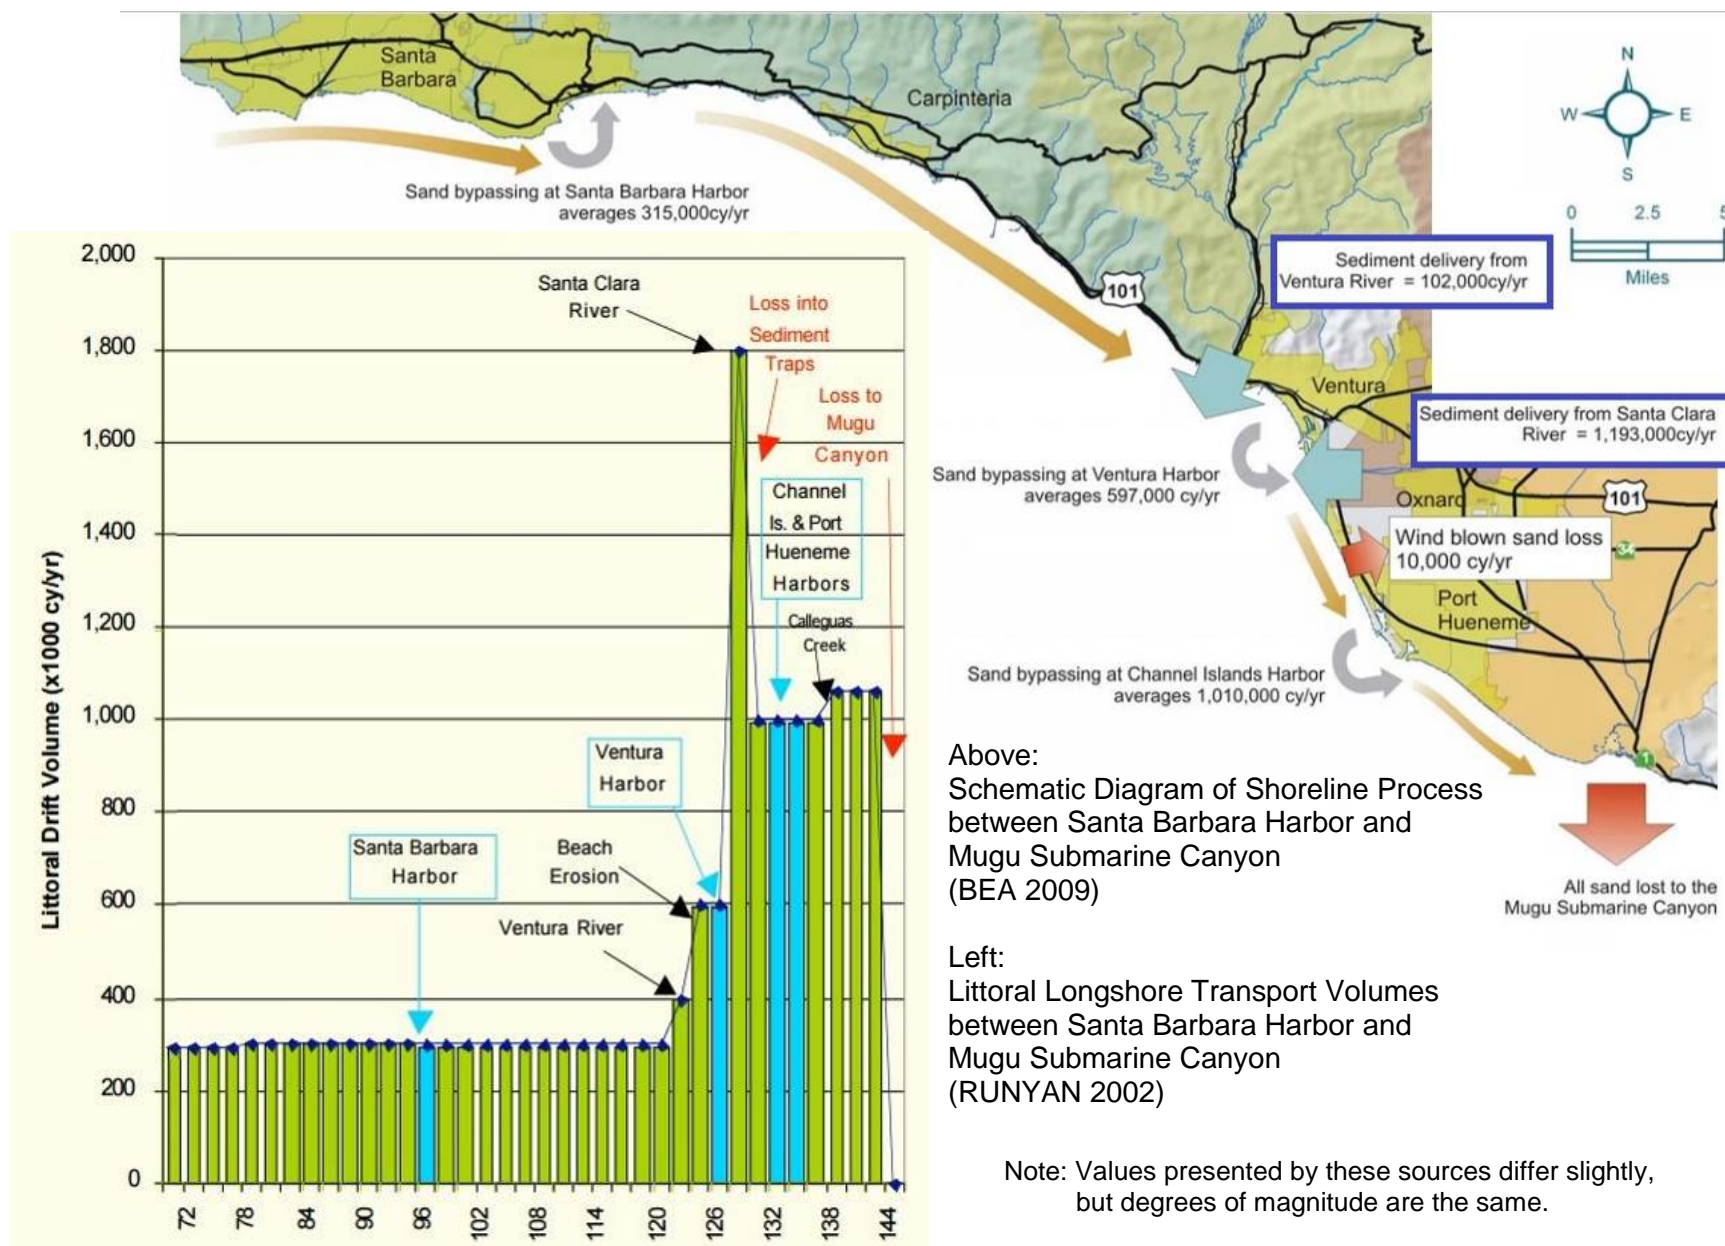 Santa
Barbara
Carpinteria
Sand bypassing at Santa Barbara Harbor
averages 315,000cy/yr
N
W
E
S
0 2.5 5
Miles
101
Sediment delivery from
Ventura River = 102,000cy/yr
Ventura
Sediment delivery from Santa Clara
River = 1,193,000cy/yr
Sand bypassing at Ventura Harbor
averages 597,000 cy/yr
Oxnard
101
Wind blown sand loss
10,000 cy/yr
34
Port
Hueneme
Sand bypassing at Channel Islands Harbor
averages 1,010,000 cy/yr
1
All sand lost to the
Mugu Submarine Canyon
Littoral Drift Volume (x1000 cy/yr)
2,000
1,800
1,600
1,400
1,200
1,000
800
600
400
200
0
Santa Clara
River
Loss into
Sediment
Traps
Loss to
Mugu
Canyon
Channel
Is. & Port
Hueneme
Harbors
Calleguas
Creek
Ventura
Harbor
Santa Barbara
Harbor
Beach
Erosion
Ventura River
72 78 84 90 96 102 108 114 120 126 132 138 144
Above:
Schematic Diagram of Shoreline Process
between Santa Barbara Harbor and
Mugu Submarine Canyon
(BEA 2009)
Left:
Littoral Longshore Transport Volumes
between Santa Barbara Harbor and
Mugu Submarine Canyon
(RUNYAN 2002)
Note: Values presented by these sources differ slightly,
but degrees of magnitude are the same.